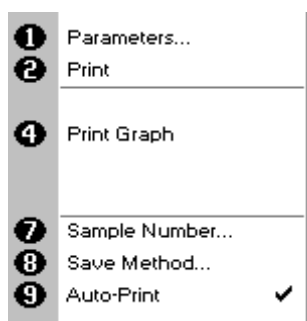 1 Parameters...
2 Print
4 Print Graph
7 Sample Number...
8 Save Method...
9 Auto-Print ✔